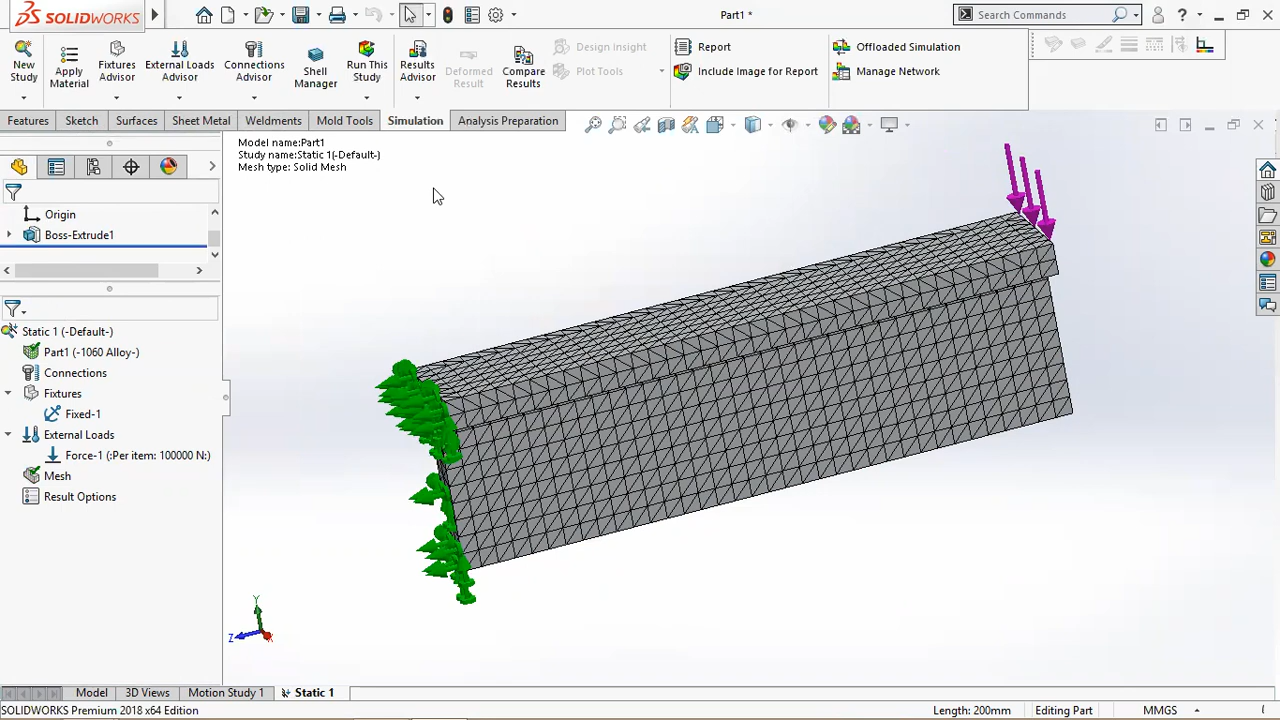 SOLIDWORKS
Part1 *
Search Commands
New Study
Apply Material
Fixtures Advisor
External Loads Advisor
Connections Advisor
Shell Manager
Run This Study
Results Advisor
Deformed Result
Compare Results
Design Insight
Plot Tools
Report
Include Image for Report
Offloaded Simulation
Manage Network
Features
Sketch
Surfaces
Sheet Metal
Weldments
Mold Tools
Simulation
Analysis Preparation
Model name:Part1
Study name:Static 1(-Default-)
Mesh type: Solid Mesh
Origin
Boss-Extrude1
Static 1 (-Default-)
Part1 (-1060 Alloy-)
Connections
Fixtures
Fixed-1
External Loads
Force-1 (:Per item: 100000 N:)
Mesh
Result Options
Y
Z
Model
3D Views
Motion Study 1
Static 1
SOLIDWORKS Premium 2018 x64 Edition
Length: 200mm
Editing Part
MMGS